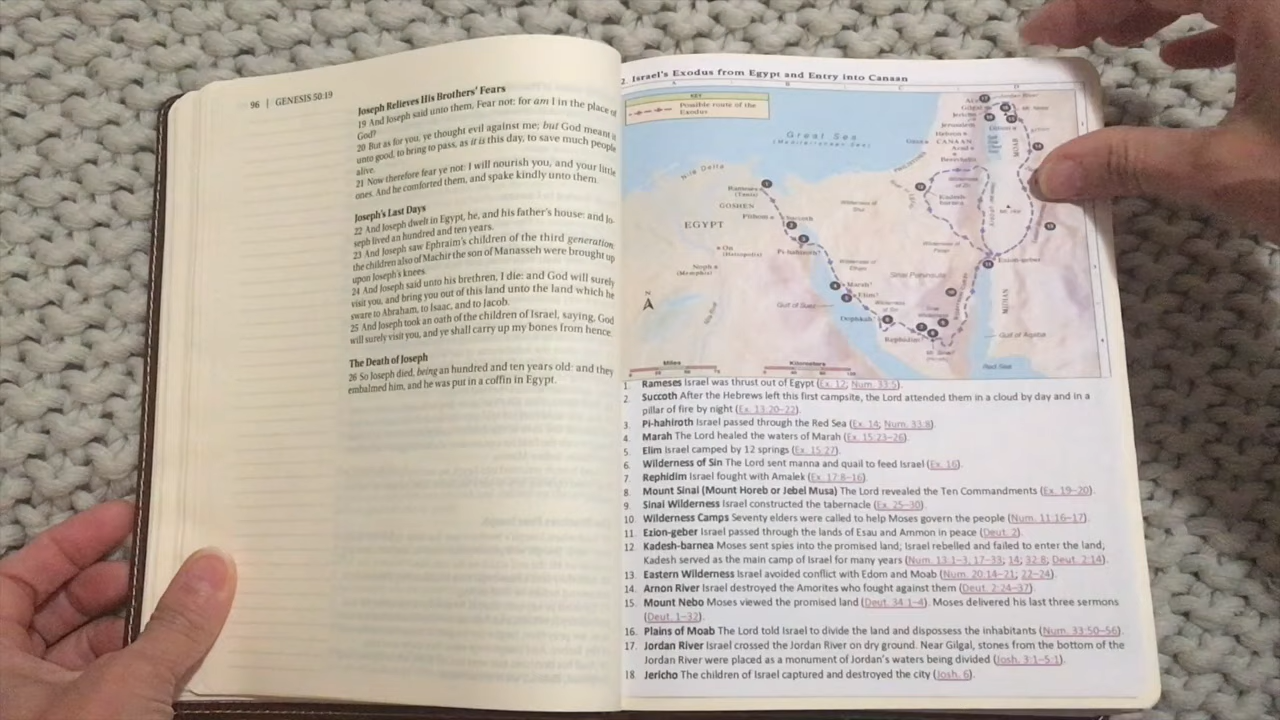 96 | GENESIS 50:19
Joseph Relieves His Brothers' Fears
19 And Joseph said unto them, Fear not: for am I in the place of
God?
20 But as for you, ye thought evil against me; but God meant it
unto good, to bring to pass, as it is this day, to save much people
alive.
21 Now therefore fear ye not: I will nourish you, and your little
ones. And he comforted them, and spake kindly unto them.
Joseph's Last Days
22 And Joseph dwelt in Egypt, he, and his father's house: and Jo-
seph lived an hundred and ten years.
23 And Joseph saw Ephraim's children of the third generation:
the children also of Machir the son of Manasseh were brought up
upon Joseph's knees.
24 And Joseph said unto his brethren, I die: and God will surely
visit you, and bring you out of this land unto the land which he
sware to Abraham, to Isaac, and to Jacob.
25 And Joseph took an oath of the children of Israel, saying, God
will surely visit you, and ye shall carry up my bones from hence.
The Death of Joseph
26 So Joseph died, being an hundred and ten years old: and they
embalmed him, and he was put in a coffin in Egypt.
2. Israel's Exodus from Egypt and Entry into Canaan
KEY
Possible route of the
Exodus
Great Sea
(Mediterranean Sea)
Nile Delta
Rameses
(Tanis)
GOSHEN
Pithom
Succoth
EGYPT
On
(Heliopolis)
Pi-hahiroth?
Noph
(Memphis)
N
Jerusalem
Hebron
CANAAN
MOAB
Ezion-geber
Sinai Peninsula
Marah?
Elim?
Gulf of Suez
Dophkah?
Rephidim?
MIDIAN
Gulf of Aqaba
Red Sea
Miles
Kilometers
1. Rameses Israel was thrust out of Egypt (Ex. 12; Num. 33:5).
2. Succoth After the Hebrews left this first campsite, the Lord attended them in a cloud by day and in a
pillar of fire by night (Ex. 13:20–22).
3. Pi-hahiroth Israel passed through the Red Sea (Ex. 14; Num. 33:8).
4. Marah The Lord healed the waters of Marah (Ex. 15:23–26).
5. Elim Israel camped by 12 springs (Ex. 15:27).
6. Wilderness of Sin The Lord sent manna and quail to feed Israel (Ex. 16).
7. Rephidim Israel fought with Amalek (Ex. 17:8–16).
8. Mount Sinai (Mount Horeb or Jebel Musa) The Lord revealed the Ten Commandments (Ex. 19–20).
9. Sinai Wilderness Israel constructed the tabernacle (Ex. 25–30).
10. Wilderness Camps Seventy elders were called to help Moses govern the people (Num. 11:16–17).
11. Ezion-geber Israel passed through the lands of Esau and Ammon in peace (Deut. 2).
12. Kadesh-barnea Moses sent spies into the promised land; Israel rebelled and failed to enter the land;
Kadesh served as the main camp of Israel for many years (Num. 13:1–3, 17–33; 14; 32:8; Deut. 2:14).
13. Eastern Wilderness Israel avoided conflict with Edom and Moab (Num. 20:14–21; 22–24).
14. Arnon River Israel destroyed the Amorites who fought against them (Deut. 2:24–37).
15. Mount Nebo Moses viewed the promised land (Deut. 34:1–4). Moses delivered his last three sermons
(Deut. 1–32).
16. Plains of Moab The Lord told Israel to divide the land and dispossess the inhabitants (Num. 33:50–56).
17. Jordan River Israel crossed the Jordan River on dry ground. Near Gilgal, stones from the bottom of the
Jordan River were placed as a monument of Jordan's waters being divided (Josh. 3:1–5:1).
18 Jericho The children of Israel captured and destroyed the city (Josh. 6).